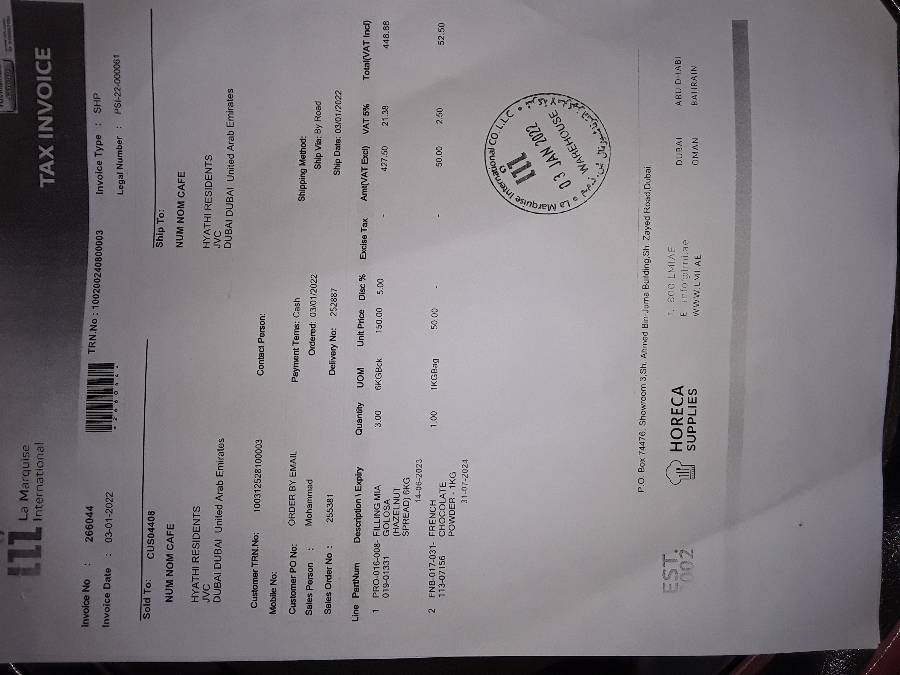 La Marquise
International
TAX INVOICE
Invoice No : 266044
TRN.No : 100200240800003
Invoice Type : SHP
Invoice Date : 03-01-2022
Legal Number : PSI-22-000061
Sold To: CUS04408
Ship To:
NUM NOM CAFE
NUM NOM CAFE
HYATHI RESIDENTS
JVC
DUBAI DUBAI United Arab Emirates
HYATHI RESIDENTS
JVC
DUBAI DUBAI United Arab Emirates
Customer TRN.No: 100312528100003
Mobile No:
Contact Person:
Customer PO No: ORDER BY EMAIL
Payment Terms: Cash
Shipping Method:
Sales Person : Mohammad
Ordered: 03/01/2022
Ship Via: By Road
Sales Order No : 255381
Delivery No: 252887
Ship Date: 03/01/2022
Line PartNum Description \ Expiry Quantity UOM Unit Price Disc % Excise Tax Amt(VAT Excl) VAT 5% Total(VAT Incl)
1 PRO-016-008- FILLING MIA 3.00 6KGBck 150.00 5.00 - 427.50 21.38 448.88
019-01331 GOLOSA
(HAZELNUT
SPREAD) 6KG
14-06-2023
2 FNB-017-031- FRENCH 1.00 1KGBag 50.00 - - 50.00 2.50 52.50
113-07156 CHOCOLATE
POWDER - 1KG
31-07-2024
La Marquise International CO. L.L.C
03 JAN 2022
WAREHOUSE
P.O. Box 74476, Showroom 3,Sh. Ahmed Bin Juma Building,Sh. Zayed Road,Dubai
EST.
2002
HORECA
SUPPLIES
T. 800 LMIAE
E. info@lmi.ae
WWW.LMI.AE
DUBAI ABU DHABI
OMAN BAHRAIN